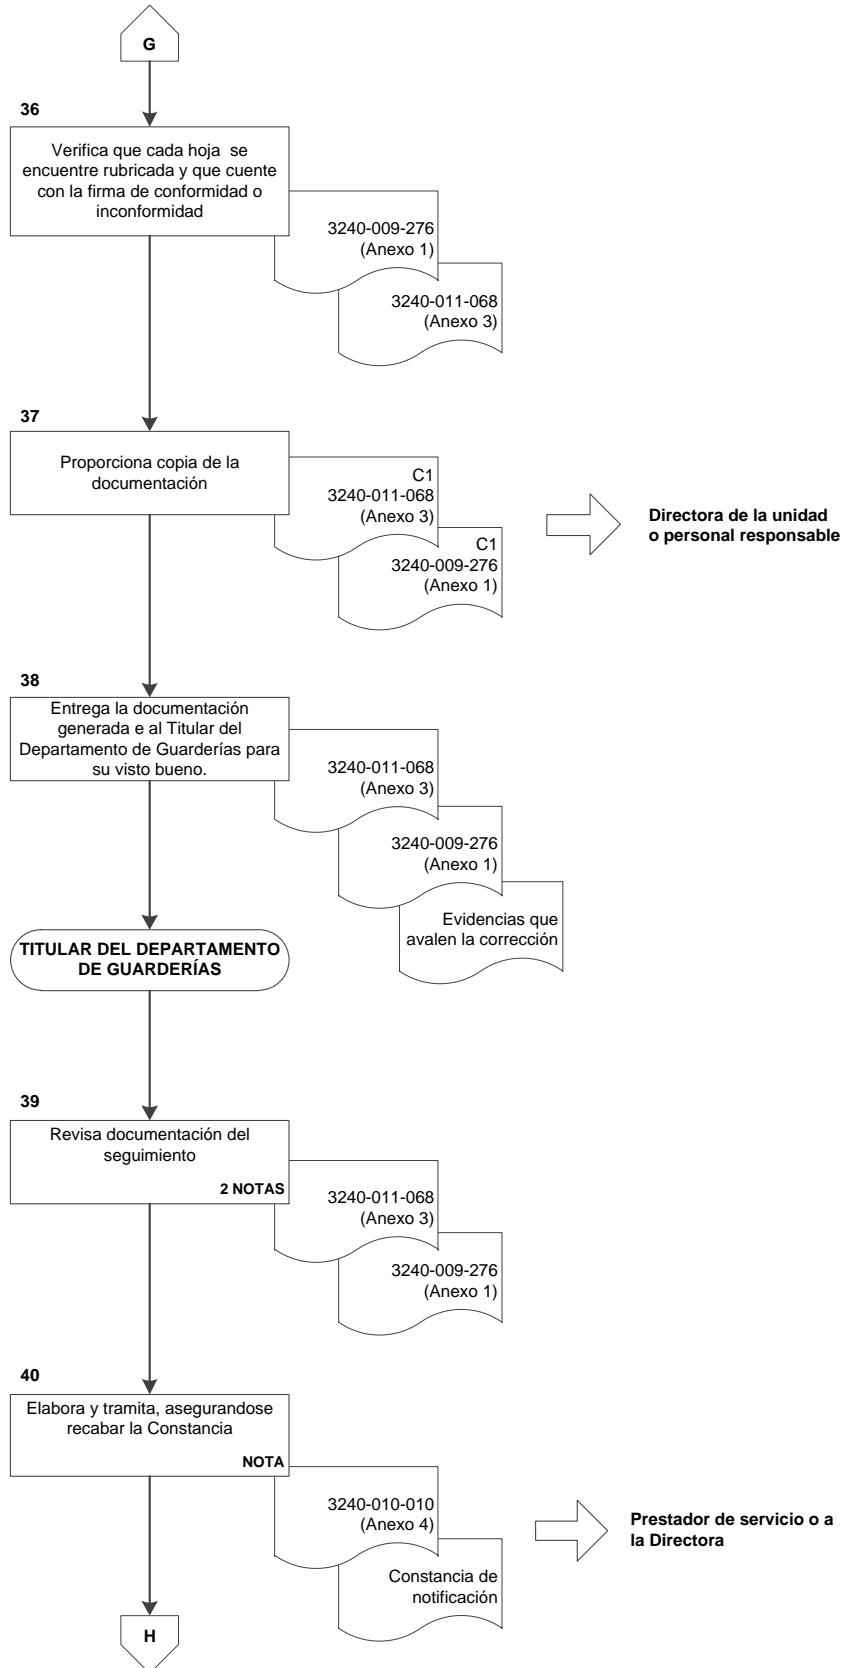 G
36
Verifica que cada hoja  se
encuentre rubricada y que cuente
con la firma de conformidad o
inconformidad
3240-009-276
(Anexo 1)
3240-011-068
(Anexo 3)
37
Proporciona copia de la
documentación
C1
3240-011-068
(Anexo 3)
C1
3240-009-276
(Anexo 1)
Directora de la unidad
o personal responsable
38
Entrega la documentación
generada e al Titular del
Departamento de Guarderías para
su visto bueno.
3240-011-068
(Anexo 3)
3240-009-276
(Anexo 1)
Evidencias que
avalen la corrección
TITULAR DEL DEPARTAMENTO
DE GUARDERÍAS
39
Revisa documentación del
seguimiento
2 NOTAS
3240-011-068
(Anexo 3)
3240-009-276
(Anexo 1)
40
Elabora y tramita, asegurandose
recabar la Constancia
NOTA
3240-010-010
(Anexo 4)
Constancia de
notificación
Prestador de servicio o a
la Directora
H